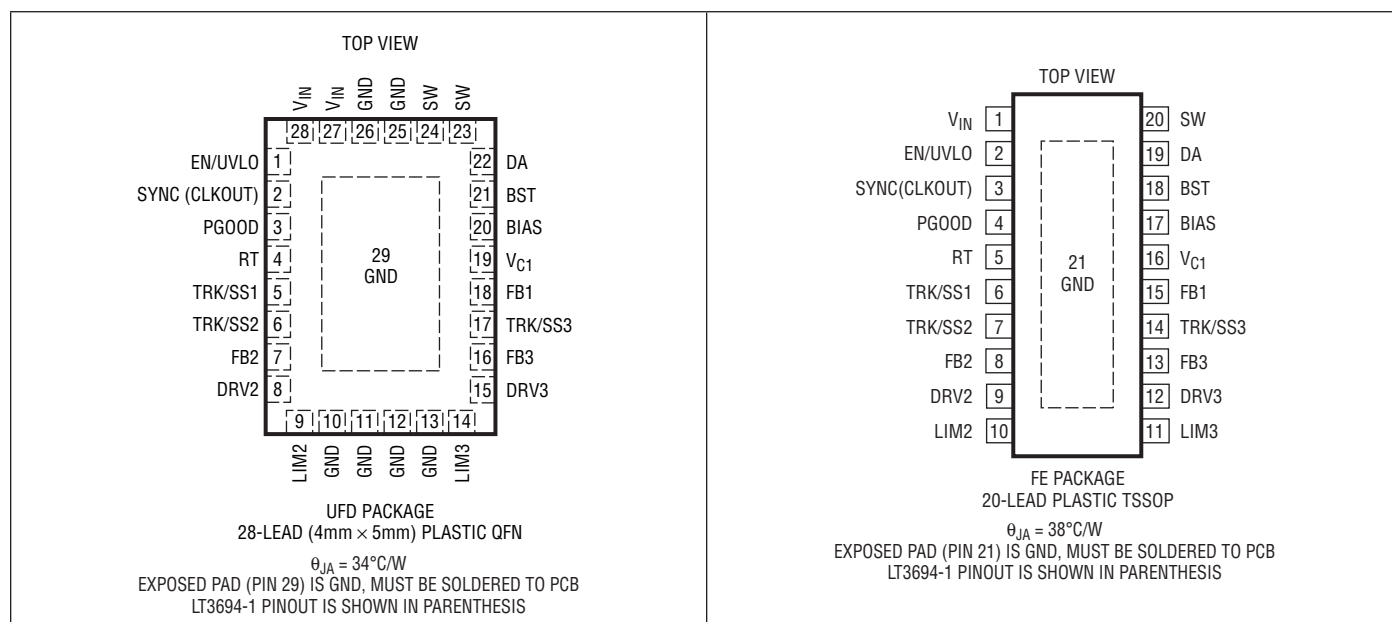 TOP VIEW
VIN VIN GND GND SW SW
28 27 26 25 24 23
EN/UVLO 1 22 DA
SYNC (CLKOUT) 2 21 BST
PGOOD 3 20 BIAS
RT 4 19 VC1
TRK/SS1 5 18 FB1
TRK/SS2 6 17 TRK/SS3
FB2 7 16 FB3
DRV2 8 15 DRV3
29
GND
9 10 11 12 13 14
LIM2 GND GND GND GND LIM3
UFD PACKAGE
28-LEAD (4mm × 5mm) PLASTIC QFN
θJA = 34°C/W
EXPOSED PAD (PIN 29) IS GND, MUST BE SOLDERED TO PCB
LT3694-1 PINOUT IS SHOWN IN PARENTHESIS
TOP VIEW
VIN 1 20 SW
EN/UVLO 2 19 DA
SYNC(CLKOUT) 3 18 BST
PGOOD 4 17 BIAS
RT 5 16 VC1
TRK/SS1 6 15 FB1
TRK/SS2 7 14 TRK/SS3
FB2 8 13 FB3
DRV2 9 12 DRV3
LIM2 10 11 LIM3
21
GND
FE PACKAGE
20-LEAD PLASTIC TSSOP
θJA = 38°C/W
EXPOSED PAD (PIN 21) IS GND, MUST BE SOLDERED TO PCB
LT3694-1 PINOUT IS SHOWN IN PARENTHESIS